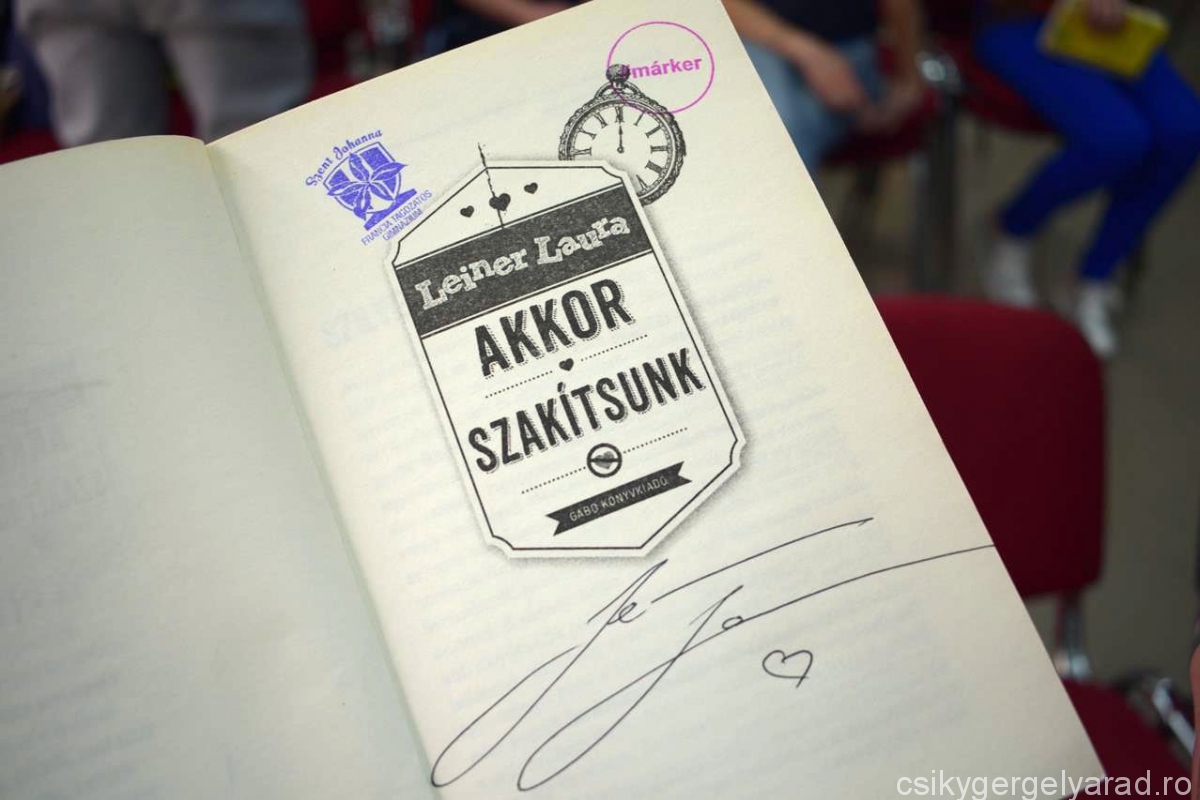 #márker
Szent Johanna
FRANCIA TAGOZATOS
GIMNÁZIUM
Leiner Laura
AKKOR
SZAKÍTSUNK
GABO KÖNYVKIADÓ
csikygergelyarad.ro